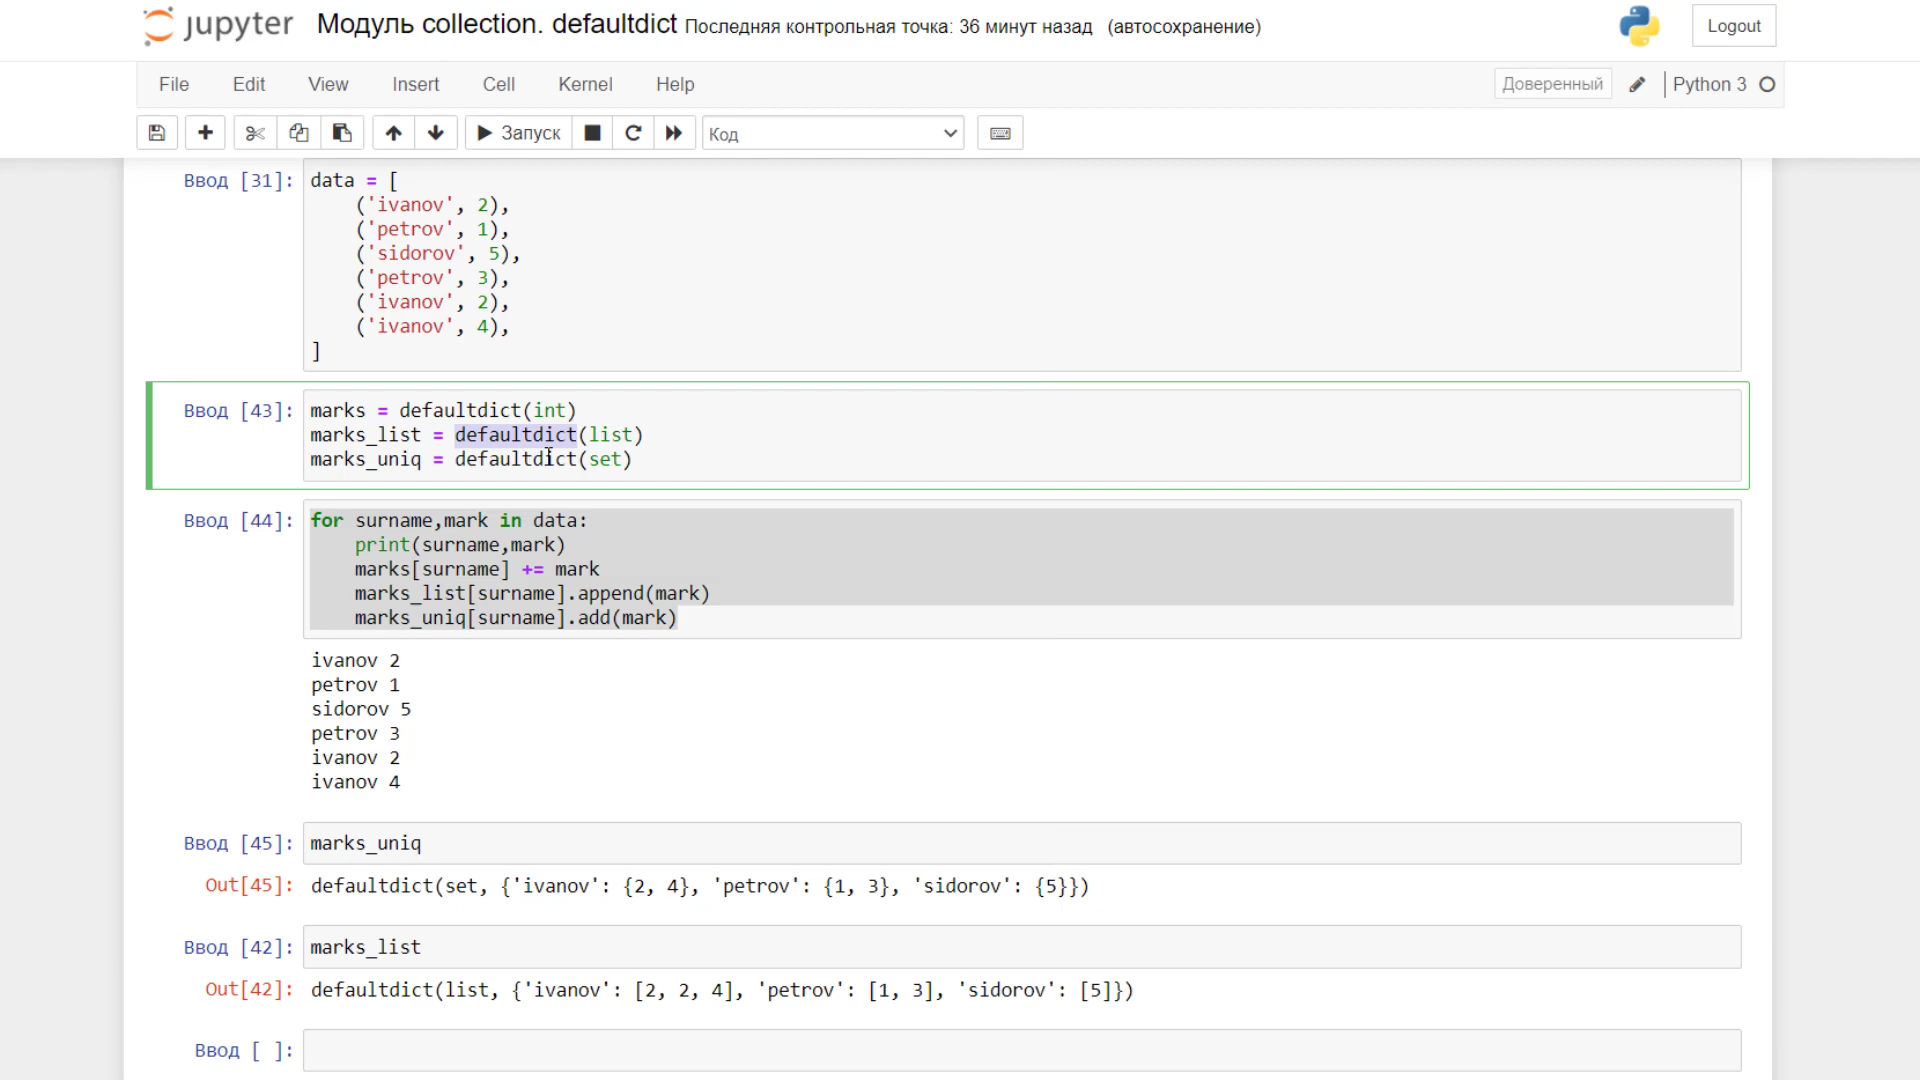 jupyter Модуль collection. defaultdict Последняя контрольная точка: 36 минут назад (автосохранение) Logout
File Edit View Insert Cell Kernel Help Доверенный Python 3
Запуск Код
Ввод [31]: data = [
('ivanov', 2),
('petrov', 1),
('sidorov', 5),
('petrov', 3),
('ivanov', 2),
('ivanov', 4),
]
Ввод [43]: marks = defaultdict(int)
marks_list = defaultdict(list)
marks_uniq = defaultdict(set)
Ввод [44]: for surname,mark in data:
print(surname,mark)
marks[surname] += mark
marks_list[surname].append(mark)
marks_uniq[surname].add(mark)
ivanov 2
petrov 1
sidorov 5
petrov 3
ivanov 2
ivanov 4
Ввод [45]: marks_uniq
Out[45]: defaultdict(set, {'ivanov': {2, 4}, 'petrov': {1, 3}, 'sidorov': {5}})
Ввод [42]: marks_list
Out[42]: defaultdict(list, {'ivanov': [2, 2, 4], 'petrov': [1, 3], 'sidorov': [5]})
Ввод [ ]: